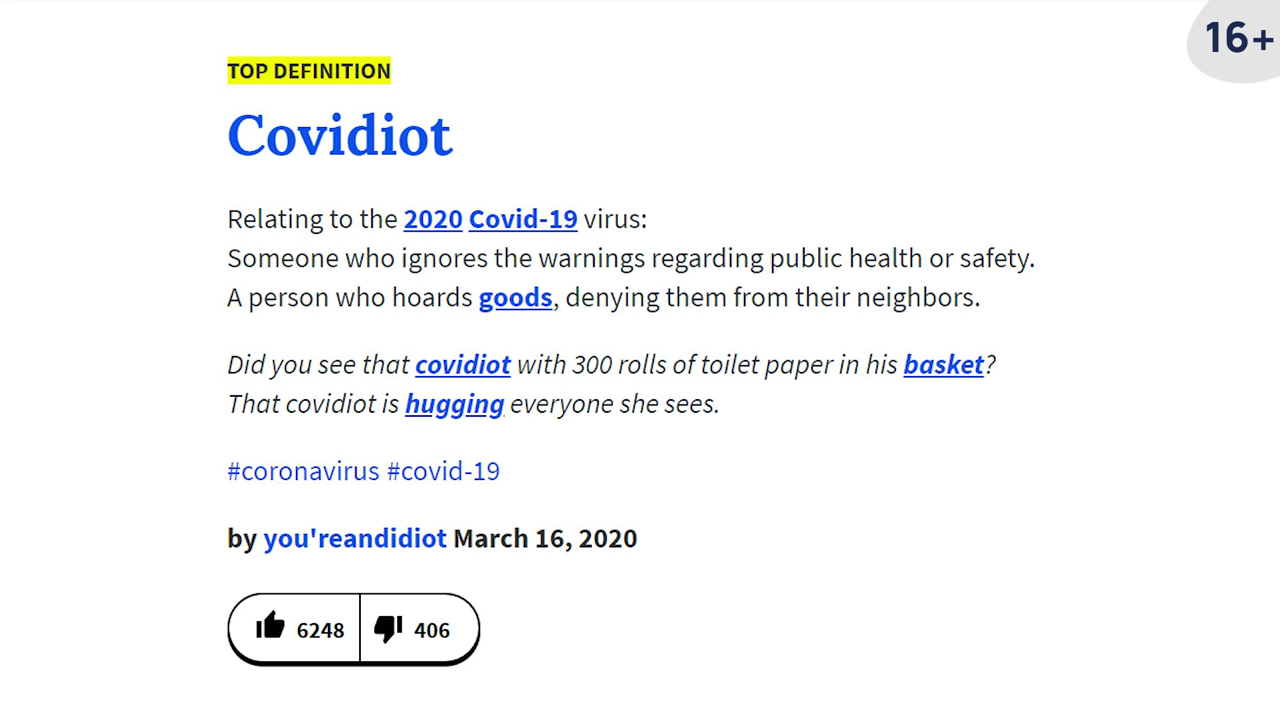 16+
TOP DEFINITION
Covidiot
Relating to the 2020 Covid-19 virus:
Someone who ignores the warnings regarding public health or safety.
A person who hoards goods, denying them from their neighbors.
Did you see that covidiot with 300 rolls of toilet paper in his basket?
That covidiot is hugging everyone she sees.
#coronavirus #covid-19
by you'reandidiot March 16, 2020
6248 406